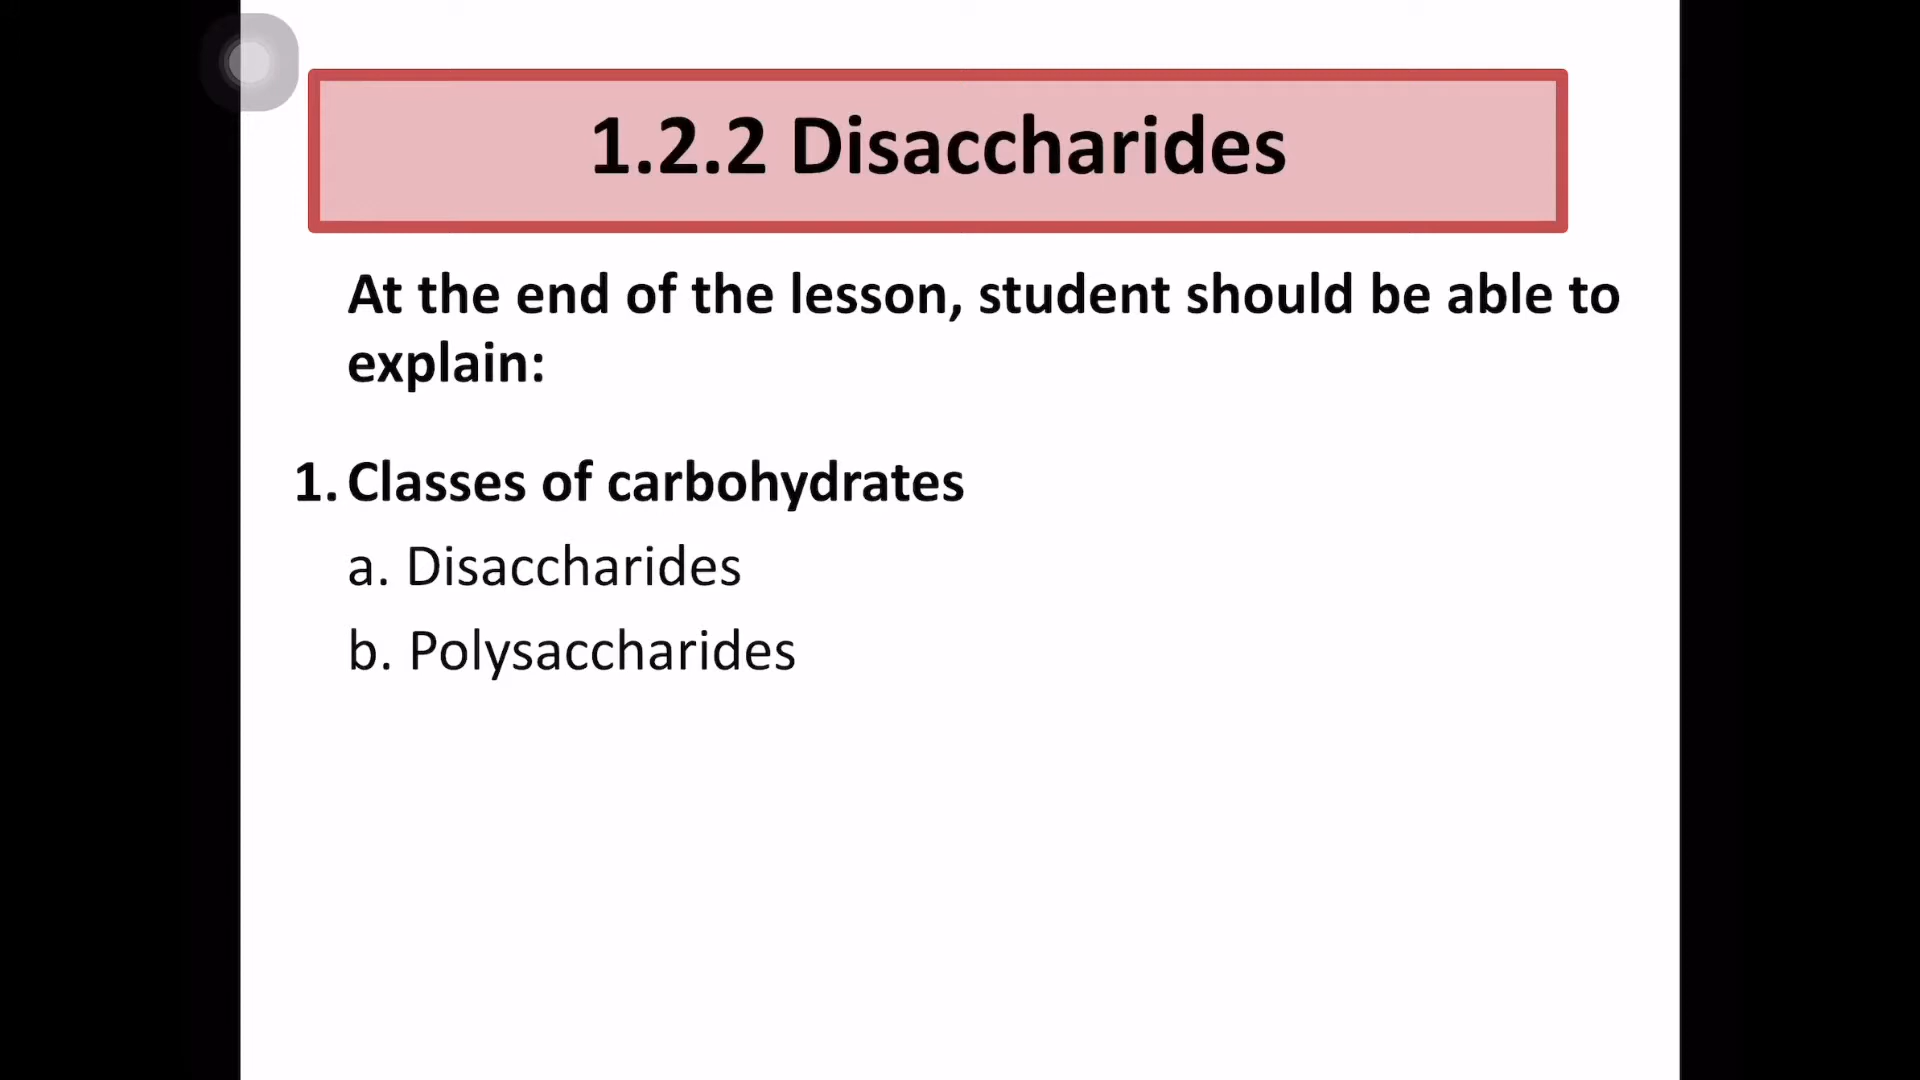 1.2.2 Disaccharides
At the end of the lesson, student should be able to
explain:
1. Classes of carbohydrates
a. Disaccharides
b. Polysaccharides